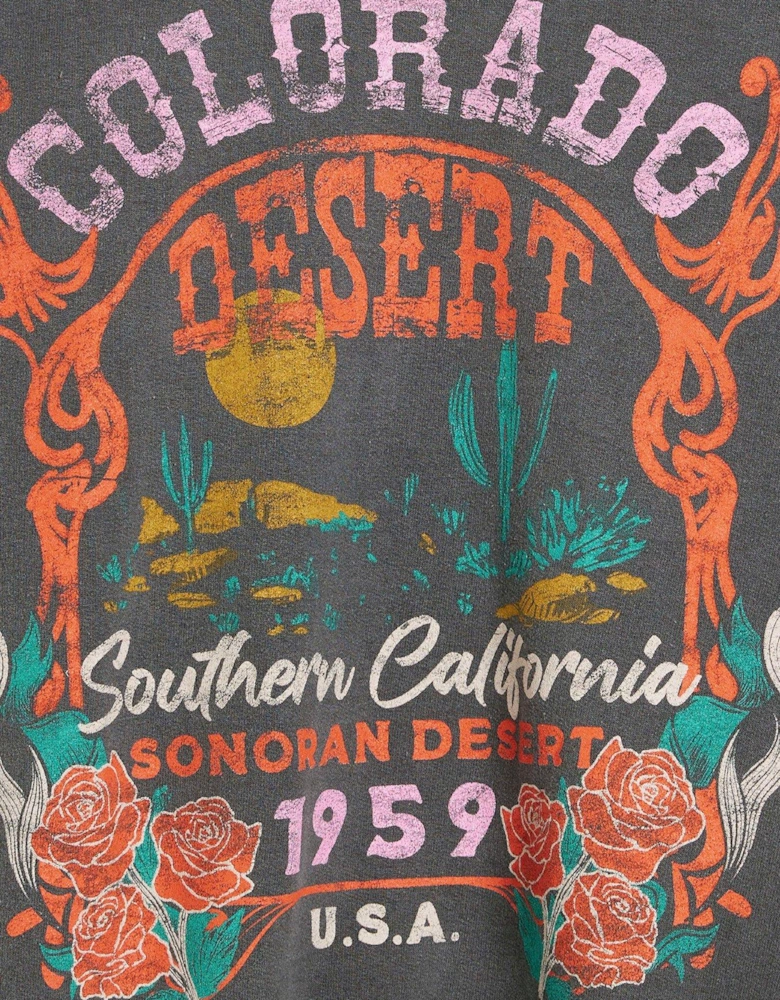 COLORADO
DESERT
Southern California
SONORAN DESERT
1959
U.S.A.